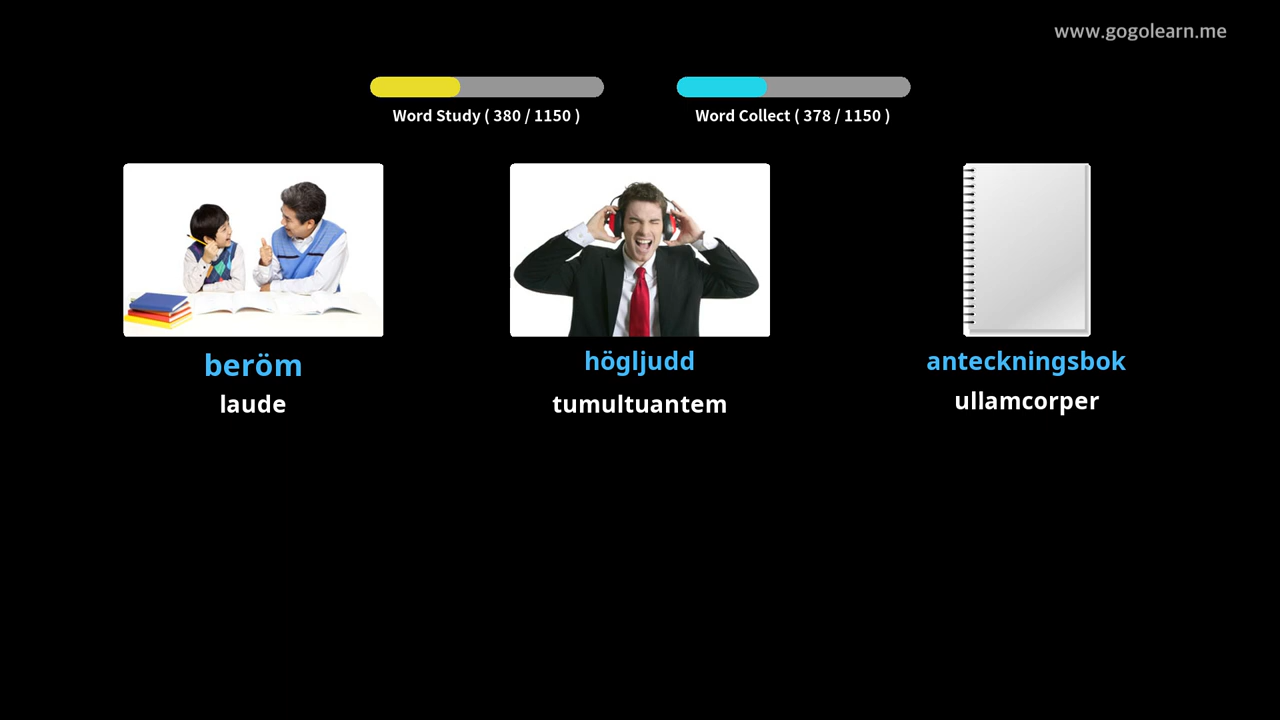 www.gogolearn.me
Word Study ( 380 / 1150 )
Word Collect ( 378 / 1150 )
beröm
laude
högljudd
tumultuantem
anteckningsbok
ullamcorper